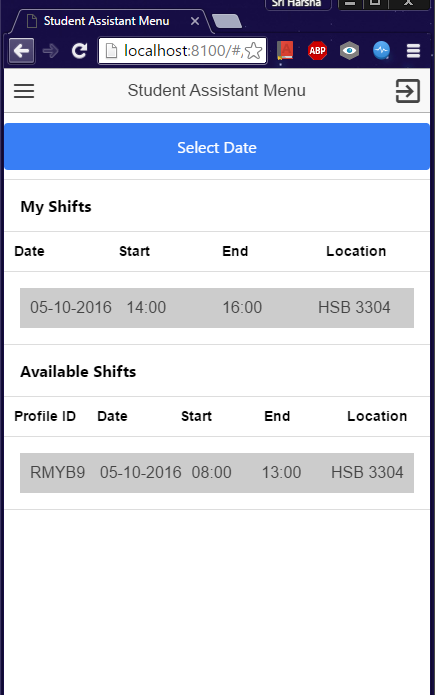 Sri Harsha
Student Assistant Menu
localhost:8100/#/
ABP
Student Assistant Menu
Select Date
My Shifts
Date Start End Location
05-10-2016 14:00 16:00 HSB 3304
Available Shifts
Profile ID Date Start End Location
RMYB9 05-10-2016 08:00 13:00 HSB 3304